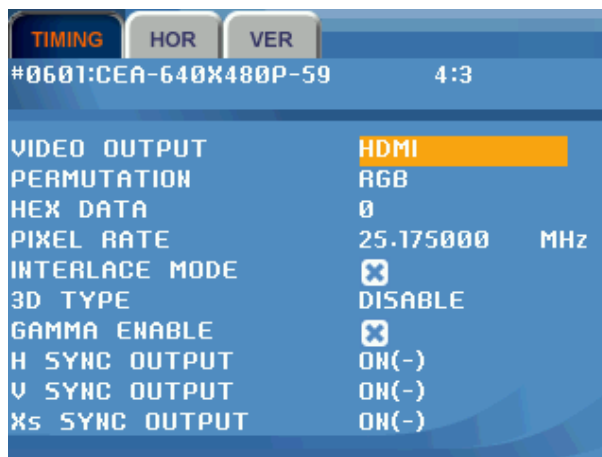 TIMING HOR VER
#0601:CEA-640X480P-59 4:3
VIDEO OUTPUT HDMI
PERMUTATION RGB
HEX DATA 0
PIXEL RATE 25.175000 MHz
INTERLACE MODE
3D TYPE DISABLE
GAMMA ENABLE
H SYNC OUTPUT ON(-)
V SYNC OUTPUT ON(-)
Xs SYNC OUTPUT ON(-)